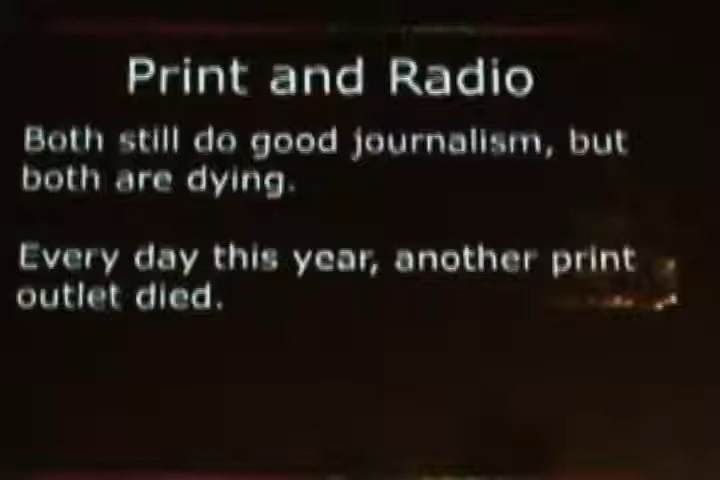 Print and Radio
Both still do good journalism, but
both are dying.
Every day this year, another print
outlet died.